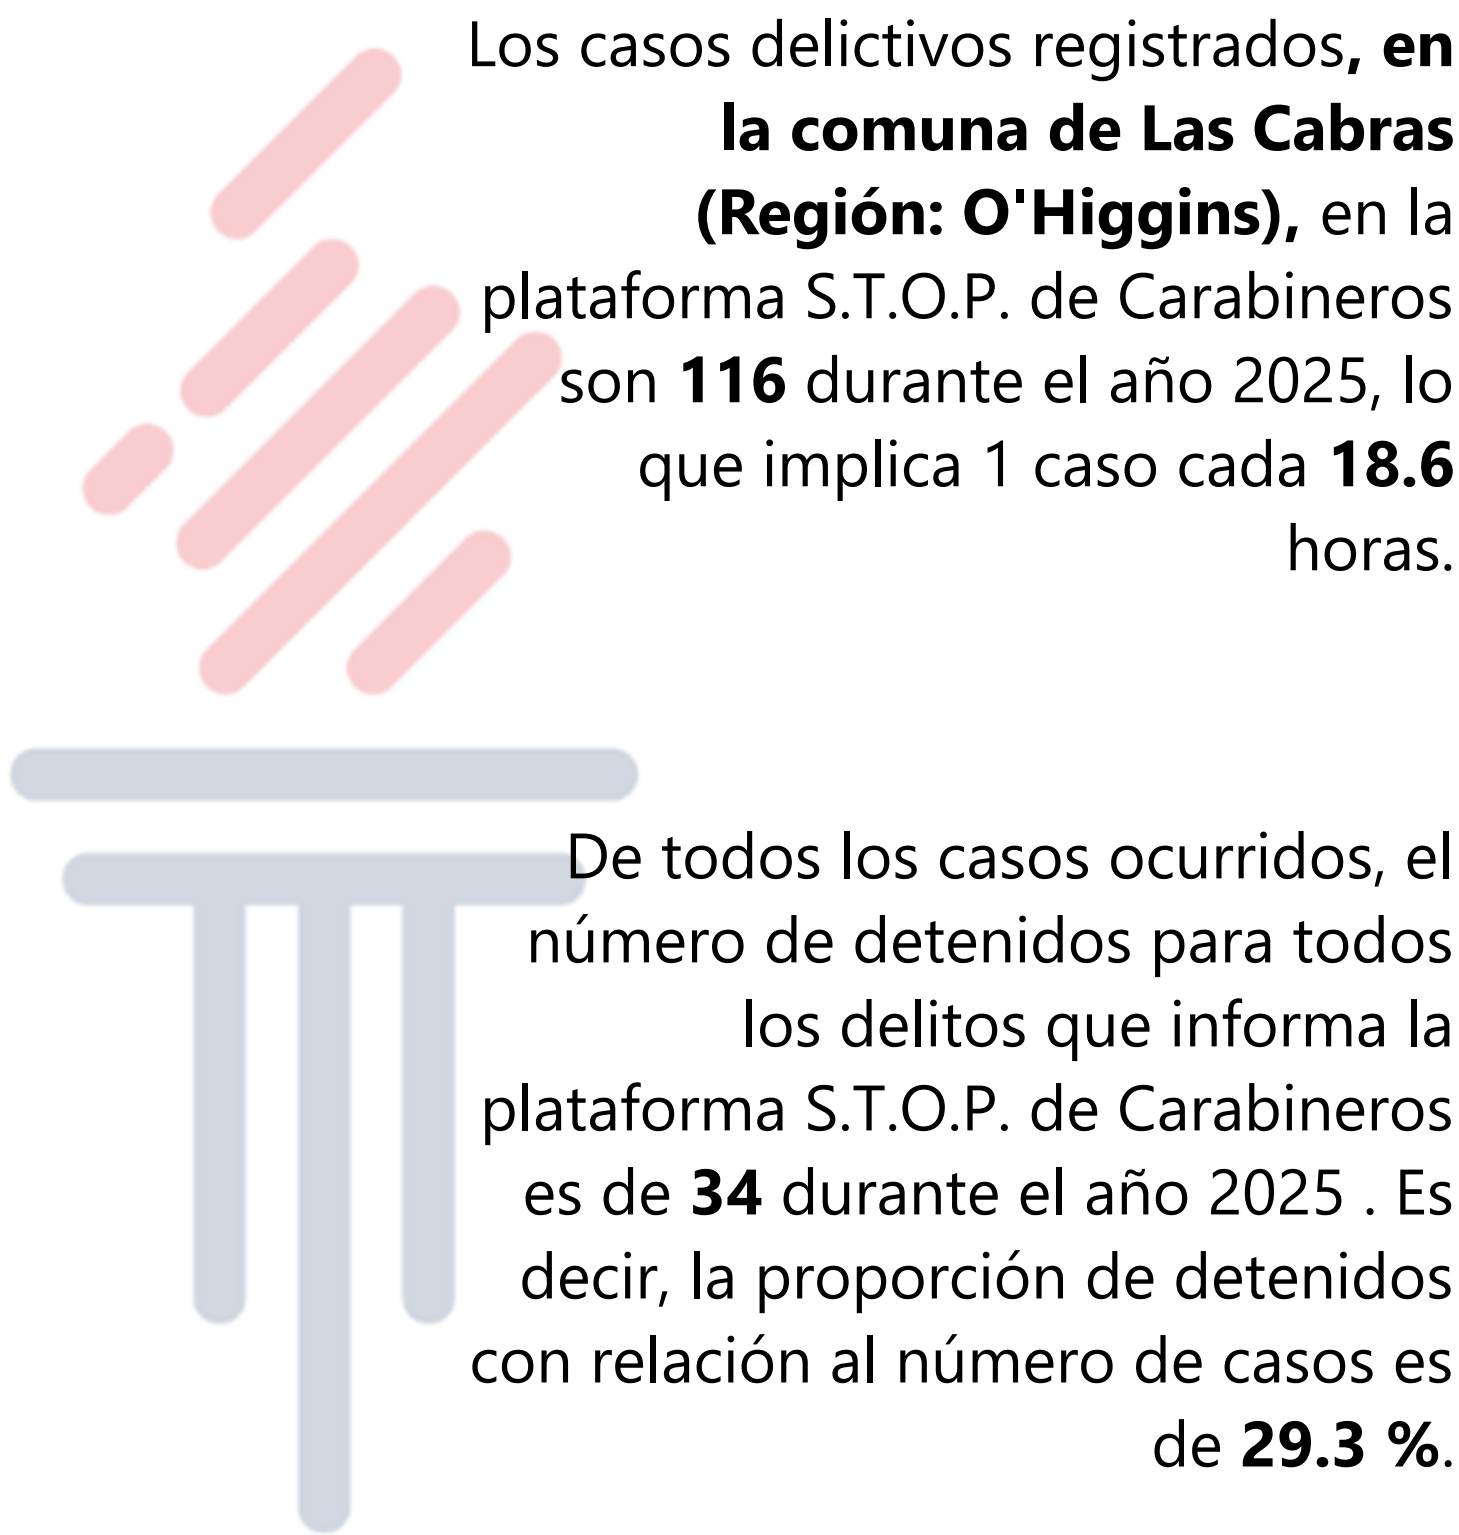 Los casos delictivos registrados, en
la comuna de Las Cabras
(Región: O'Higgins), en la
plataforma S.T.O.P. de Carabineros
son 116 durante el año 2025, lo
que implica 1 caso cada 18.6
horas.
De todos los casos ocurridos, el
número de detenidos para todos
los delitos que informa la
plataforma S.T.O.P. de Carabineros
es de 34 durante el año 2025 . Es
decir, la proporción de detenidos
con relación al número de casos es
de 29.3 %.